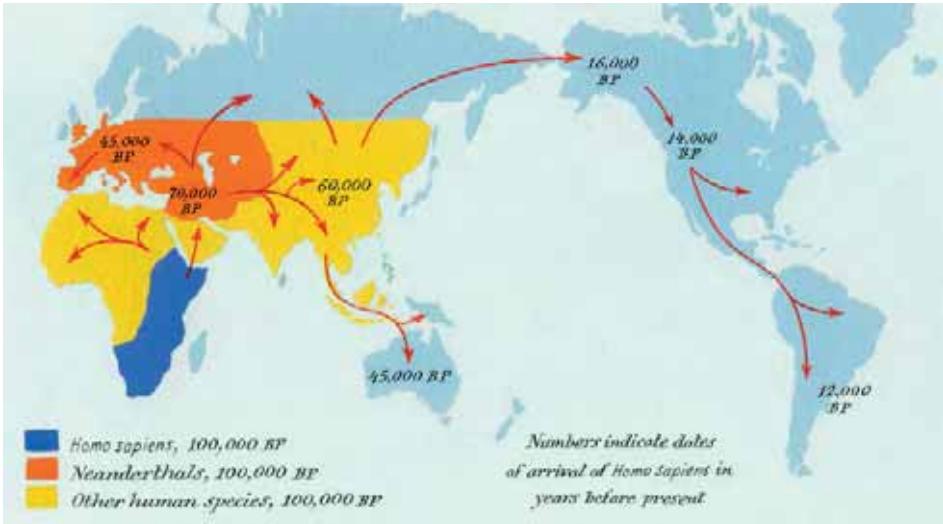 16,000
BP
45,000
BP
14,000
BP
70,000
BP
60,000
BP
45,000 BP
12,000
BP
Homo sapiens, 100,000 BP
Neanderthals, 100,000 BP
Other human species, 100,000 BP
Numbers indicate dates
of arrival of Homo sapiens in
years before present